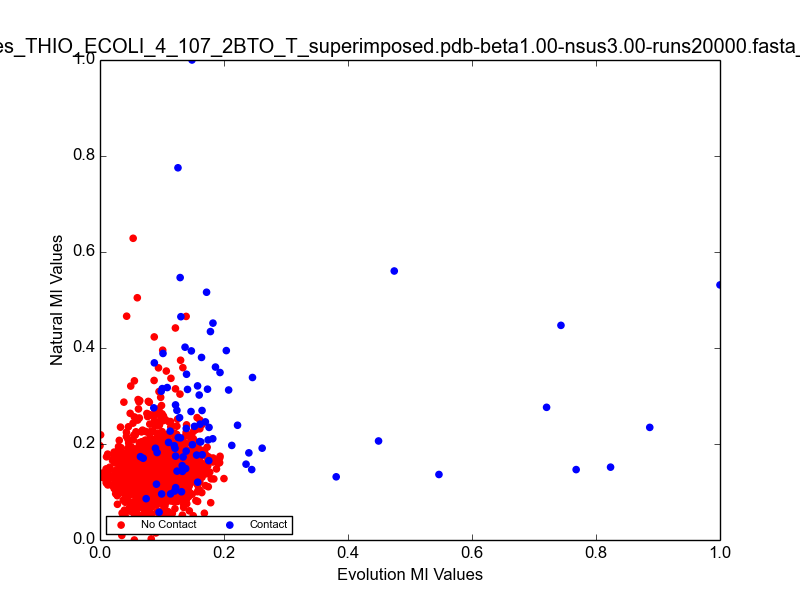 es_THIO_ECOLI_4_107_2BTO_T_superimposed.pdb-beta1.00-nsus3.00-runs20000.fasta_
1.0
0.8
0.6
0.4
0.2
0.0
Natural MI Values
No Contact Contact
0.0 0.2 0.4 0.6 0.8 1.0
Evolution MI Values